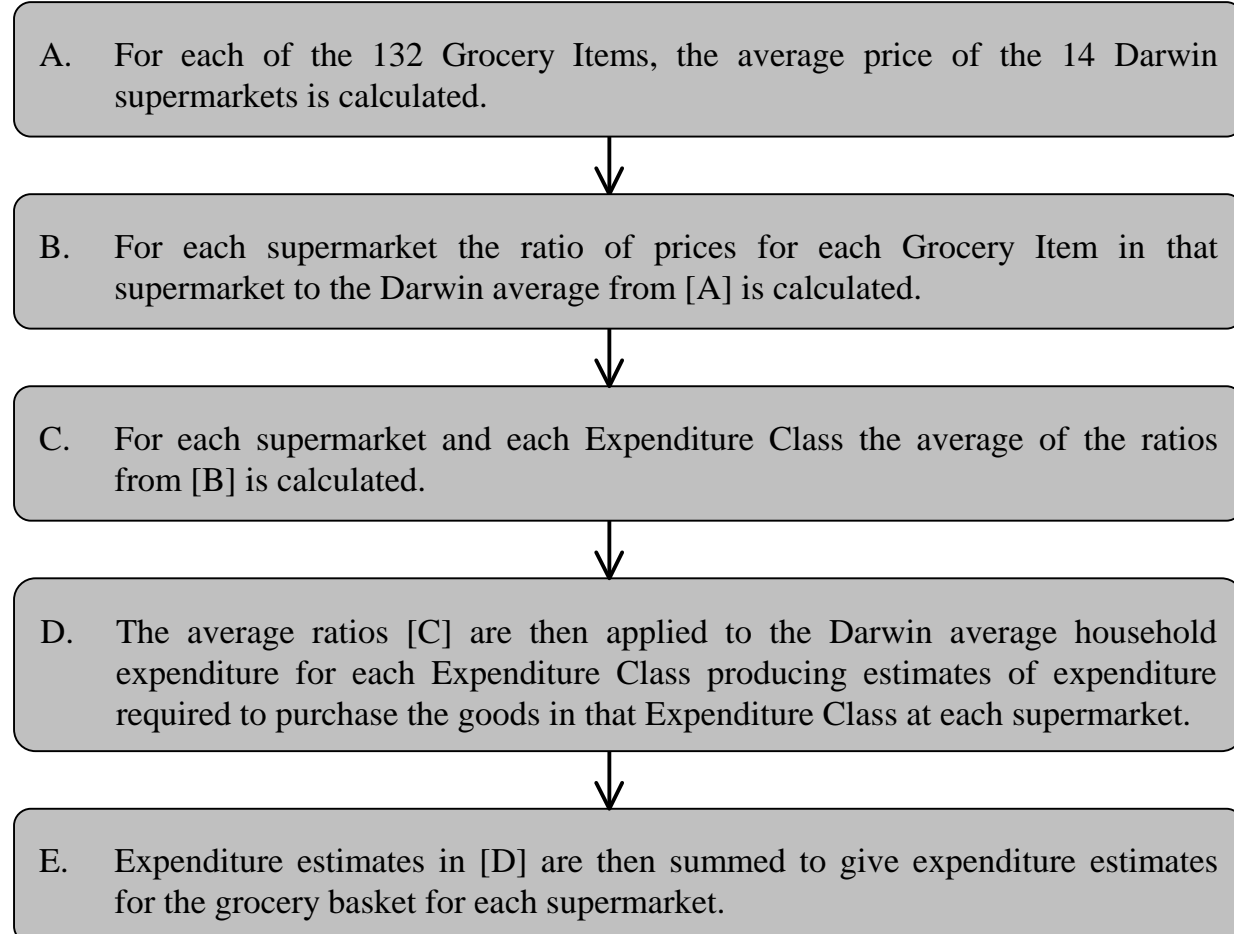 A. For each of the 132 Grocery Items, the average price of the 14 Darwin
supermarkets is calculated.
B. For each supermarket the ratio of prices for each Grocery Item in that
supermarket to the Darwin average from [A] is calculated.
C. For each supermarket and each Expenditure Class the average of the ratios
from [B] is calculated.
D. The average ratios [C] are then applied to the Darwin average household
expenditure for each Expenditure Class producing estimates of expenditure
required to purchase the goods in that Expenditure Class at each supermarket.
E. Expenditure estimates in [D] are then summed to give expenditure estimates
for the grocery basket for each supermarket.